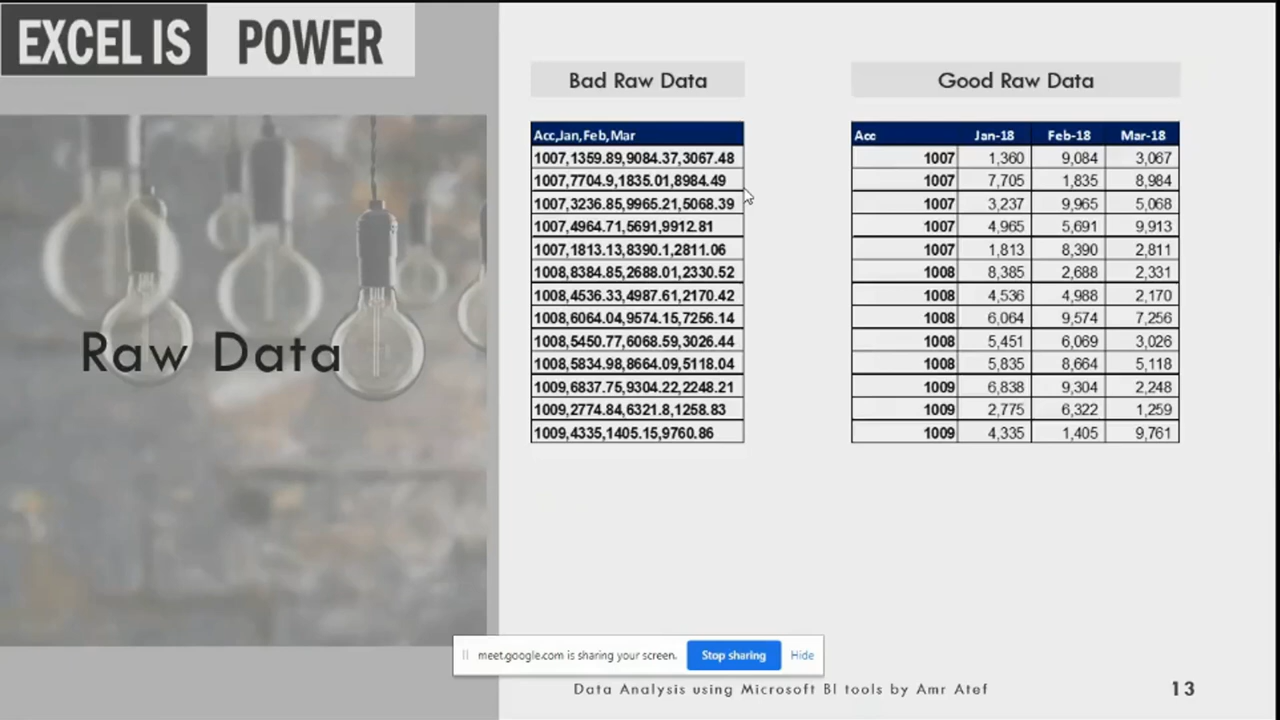 EXCEL IS POWER
Raw Data
Bad Raw Data
Acc,Jan,Feb,Mar
1007,1359.89,9084.37,3067.48
1007,7704.9,1835.01,8984.49
1007,3236.85,9965.21,5068.39
1007,4964.71,5691,9912.81
1007,1813.13,8390.1,2811.06
1008,8384.85,2688.01,2330.52
1008,4536.33,4987.61,2170.42
1008,6064.04,9574.15,7256.14
1008,5450.77,6068.59,3026.44
1008,5834.98,8664.09,5118.04
1009,6837.75,9304.22,2248.21
1009,2774.84,6321.8,1258.83
1009,4335,1405.15,9760.86
Good Raw Data
Acc Jan-18 Feb-18 Mar-18
1007 1,360 9,084 3,067
1007 7,705 1,835 8,984
1007 3,237 9,965 5,068
1007 4,965 5,691 9,913
1007 1,813 8,390 2,811
1008 8,385 2,688 2,331
1008 4,536 4,988 2,170
1008 6,064 9,574 7,256
1008 5,451 6,069 3,026
1008 5,835 8,664 5,118
1009 6,838 9,304 2,248
1009 2,775 6,322 1,259
1009 4,335 1,405 9,761
meet.google.com is sharing your screen. Stop sharing Hide
Data Analysis using Microsoft BI tools by Amr Atef 13